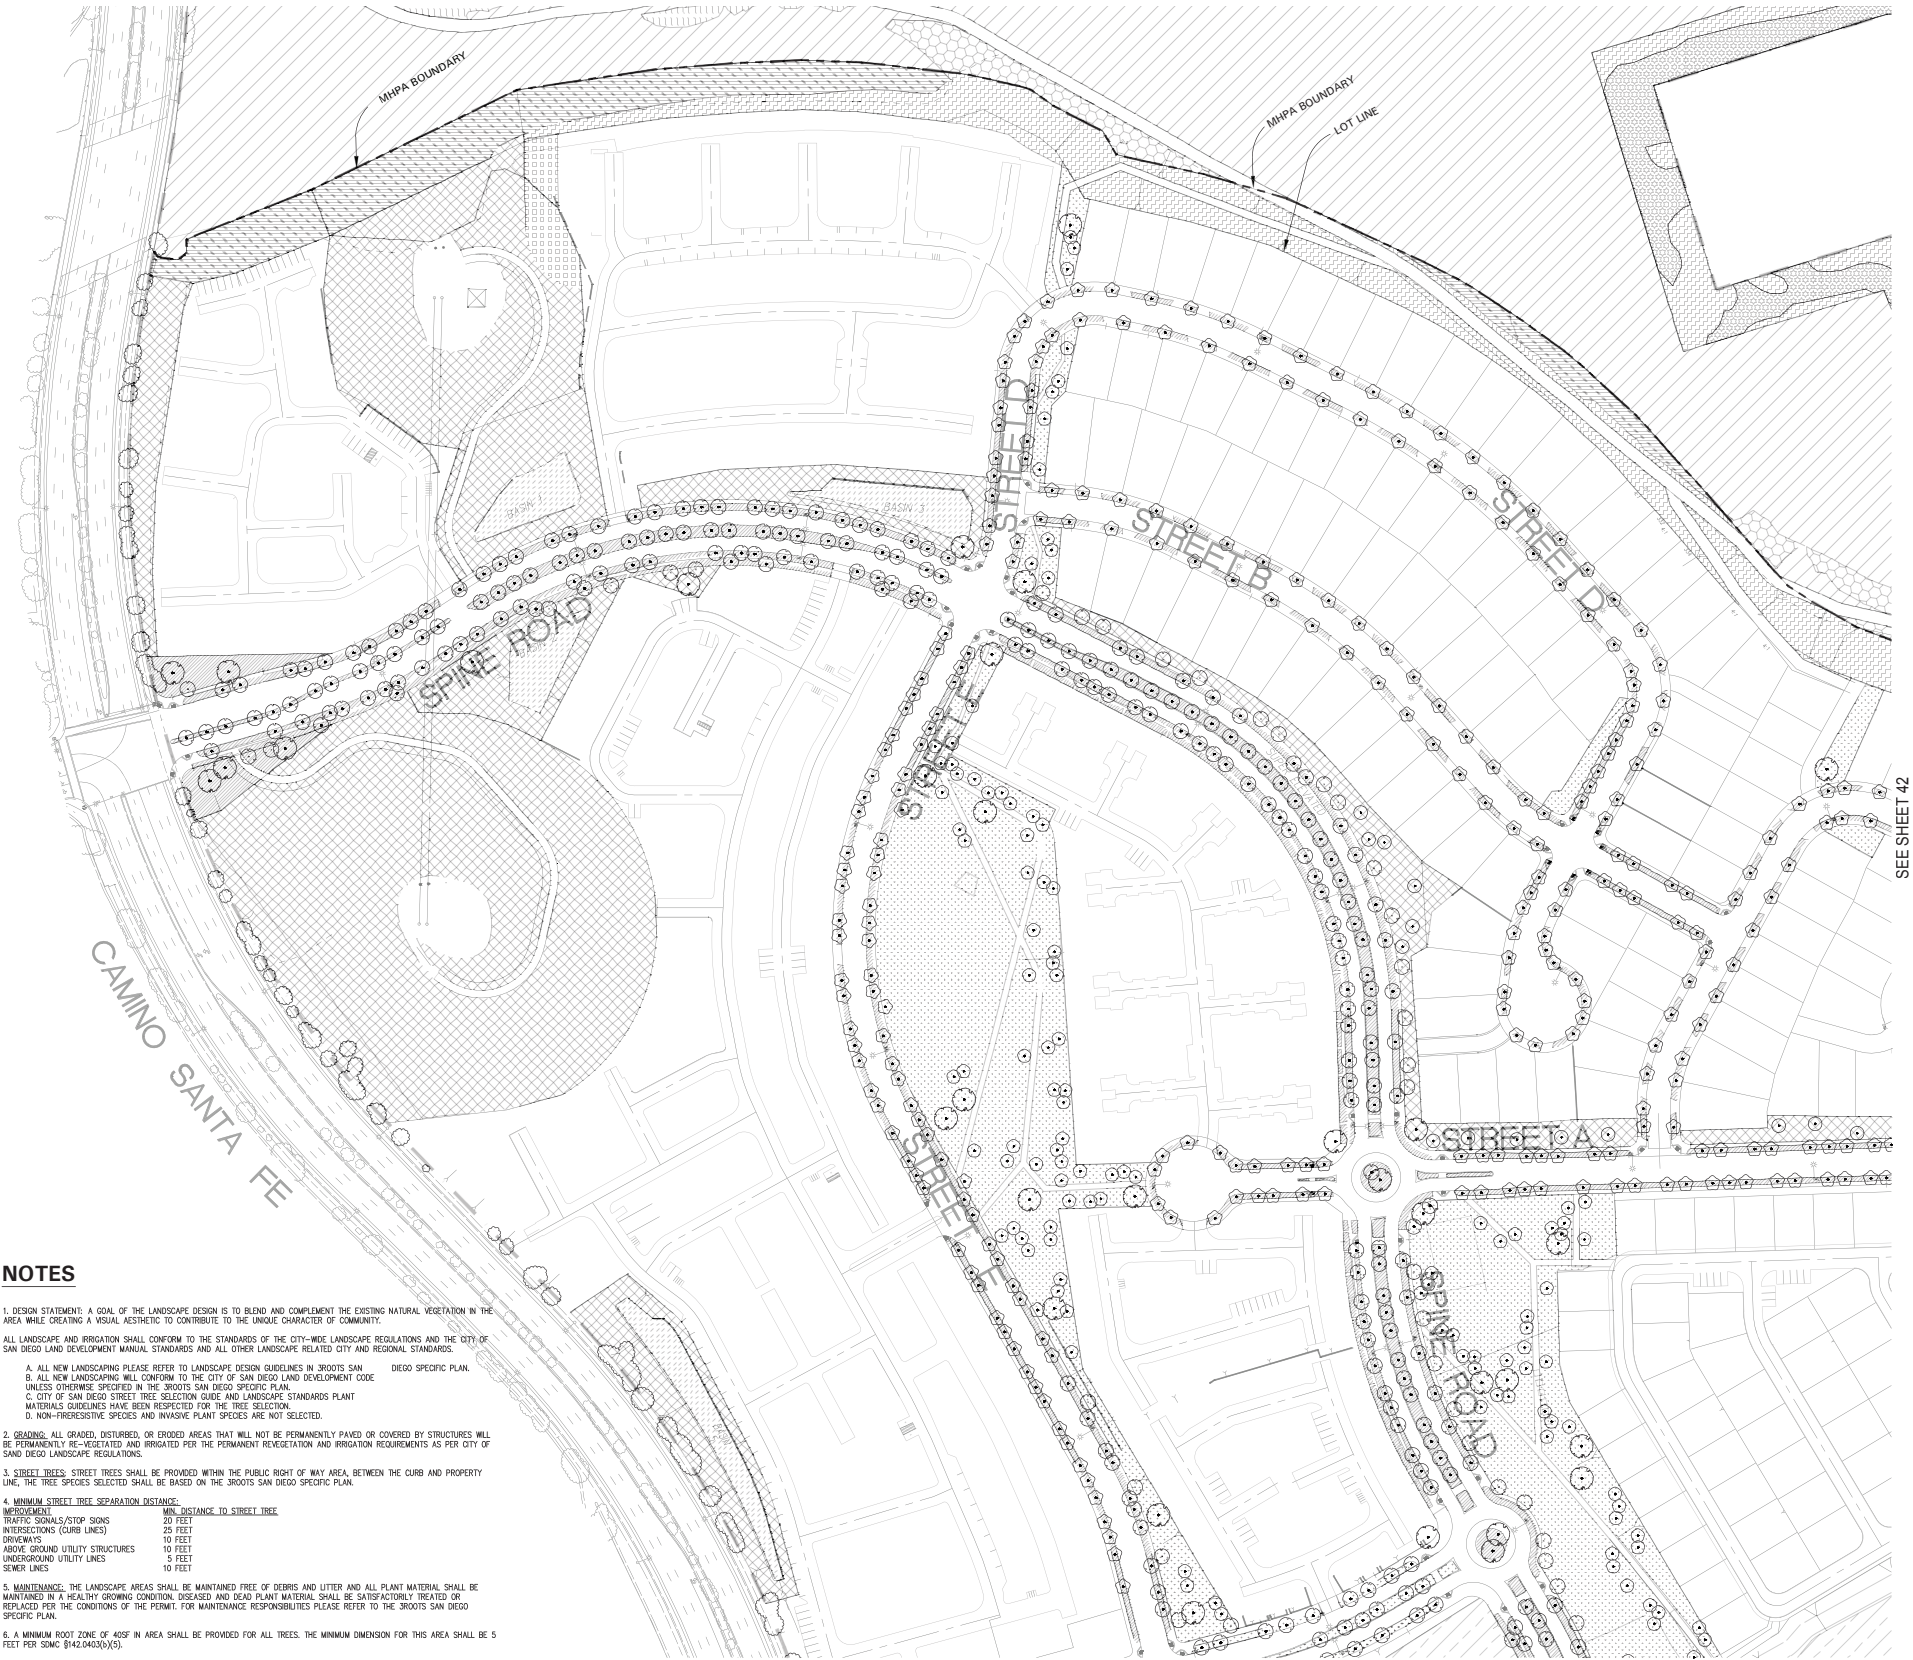 MHPA BOUNDARY
MHPA BOUNDARY
LOT LINE
STREET D
STREET B
STREET D
BASIN 1
BASIN 3
SPINE ROAD
STREET E
CAMINO SANTA FE
STREET A
STREET E
SPINE ROAD
SEE SHEET 42
NOTES
1. DESIGN STATEMENT: A GOAL OF THE LANDSCAPE DESIGN IS TO BLEND AND COMPLEMENT THE EXISTING NATURAL VEGETATION IN THE
AREA WHILE CREATING A VISUAL AESTHETIC TO CONTRIBUTE TO THE UNIQUE CHARACTER OF COMMUNITY.
ALL LANDSCAPE AND IRRIGATION SHALL CONFORM TO THE STANDARDS OF THE CITY-WIDE LANDSCAPE REGULATIONS AND THE CITY OF
SAN DIEGO LAND DEVELOPMENT MANUAL STANDARDS AND ALL OTHER LANDSCAPE RELATED CITY AND REGIONAL STANDARDS.
A. ALL NEW LANDSCAPING PLEASE REFER TO LANDSCAPE DESIGN GUIDELINES IN 3ROOTS SAN DIEGO SPECIFIC PLAN.
B. ALL NEW LANDSCAPING WILL CONFORM TO THE CITY OF SAN DIEGO LAND DEVELOPMENT CODE
UNLESS OTHERWISE SPECIFIED IN THE 3ROOTS SAN DIEGO SPECIFIC PLAN.
C. CITY OF SAN DIEGO STREET TREE SELECTION GUIDE AND LANDSCAPE STANDARDS PLANT
MATERIALS GUIDELINES HAVE BEEN RESPECTED FOR THE TREE SELECTION.
D. NON-FIRERESISTIVE SPECIES AND INVASIVE PLANT SPECIES ARE NOT SELECTED.
2. GRADING: ALL GRADED, DISTURBED, OR ERODED AREAS THAT WILL NOT BE PERMANENTLY PAVED OR COVERED BY STRUCTURES WILL
BE PERMANENTLY RE-VEGETATED AND IRRIGATED PER THE PERMANENT REVEGETATION AND IRRIGATION REQUIREMENTS AS PER CITY OF
SAND DIEGO LANDSCAPE REGULATIONS.
3. STREET TREES: STREET TREES SHALL BE PROVIDED WITHIN THE PUBLIC RIGHT OF WAY AREA, BETWEEN THE CURB AND PROPERTY
LINE, THE TREE SPECIES SELECTED SHALL BE BASED ON THE 3ROOTS SAN DIEGO SPECIFIC PLAN.
4. MINIMUM STREET TREE SEPARATION DISTANCE:
IMPROVEMENT MIN. DISTANCE TO STREET TREE
TRAFFIC SIGNALS/STOP SIGNS 20 FEET
INTERSECTIONS (CURB LINES) 25 FEET
DRIVEWAYS 10 FEET
ABOVE GROUND UTILITY STRUCTURES 10 FEET
UNDERGROUND UTILITY LINES 5 FEET
SEWER LINES 10 FEET
5. MAINTENANCE: THE LANDSCAPE AREAS SHALL BE MAINTAINED FREE OF DEBRIS AND LITTER AND ALL PLANT MATERIAL SHALL BE
MAINTAINED IN A HEALTHY GROWING CONDITION. DISEASED AND DEAD PLANT MATERIAL SHALL BE SATISFACTORILY TREATED OR
REPLACED PER THE CONDITIONS OF THE PERMIT. FOR MAINTENANCE RESPONSIBILITIES PLEASE REFER TO THE 3ROOTS SAN DIEGO
SPECIFIC PLAN.
6. A MINIMUM ROOT ZONE OF 40SF IN AREA SHALL BE PROVIDED FOR ALL TREES. THE MINIMUM DIMENSION FOR THIS AREA SHALL BE 5
FEET PER SDMC §142.0403(b)(5).